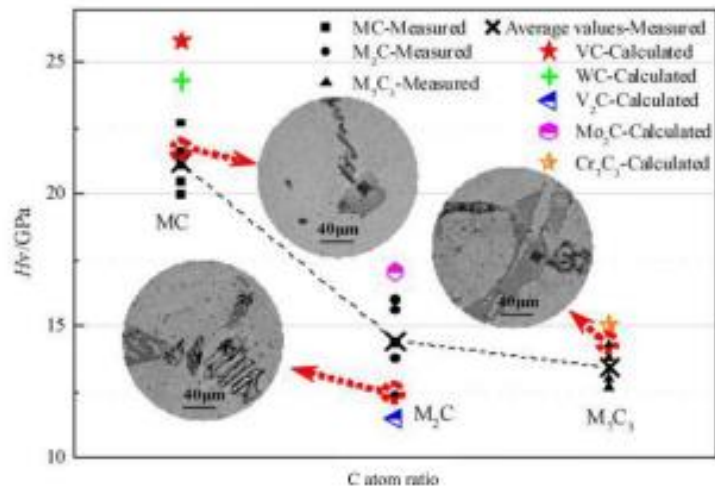 ■ MC-Measured
● M₂C-Measured
▲ M₇C₃-Measured
✕ Average values-Measured
★ VC-Calculated
+ WC-Calculated
V₂C-Calculated
Mo₂C-Calculated
☆ Cr₇C₃-Calculated
25
20
15
10
Hv/GPa
MC
40μm
40μm
40μm
M₂C
M₇C₃
C atom ratio